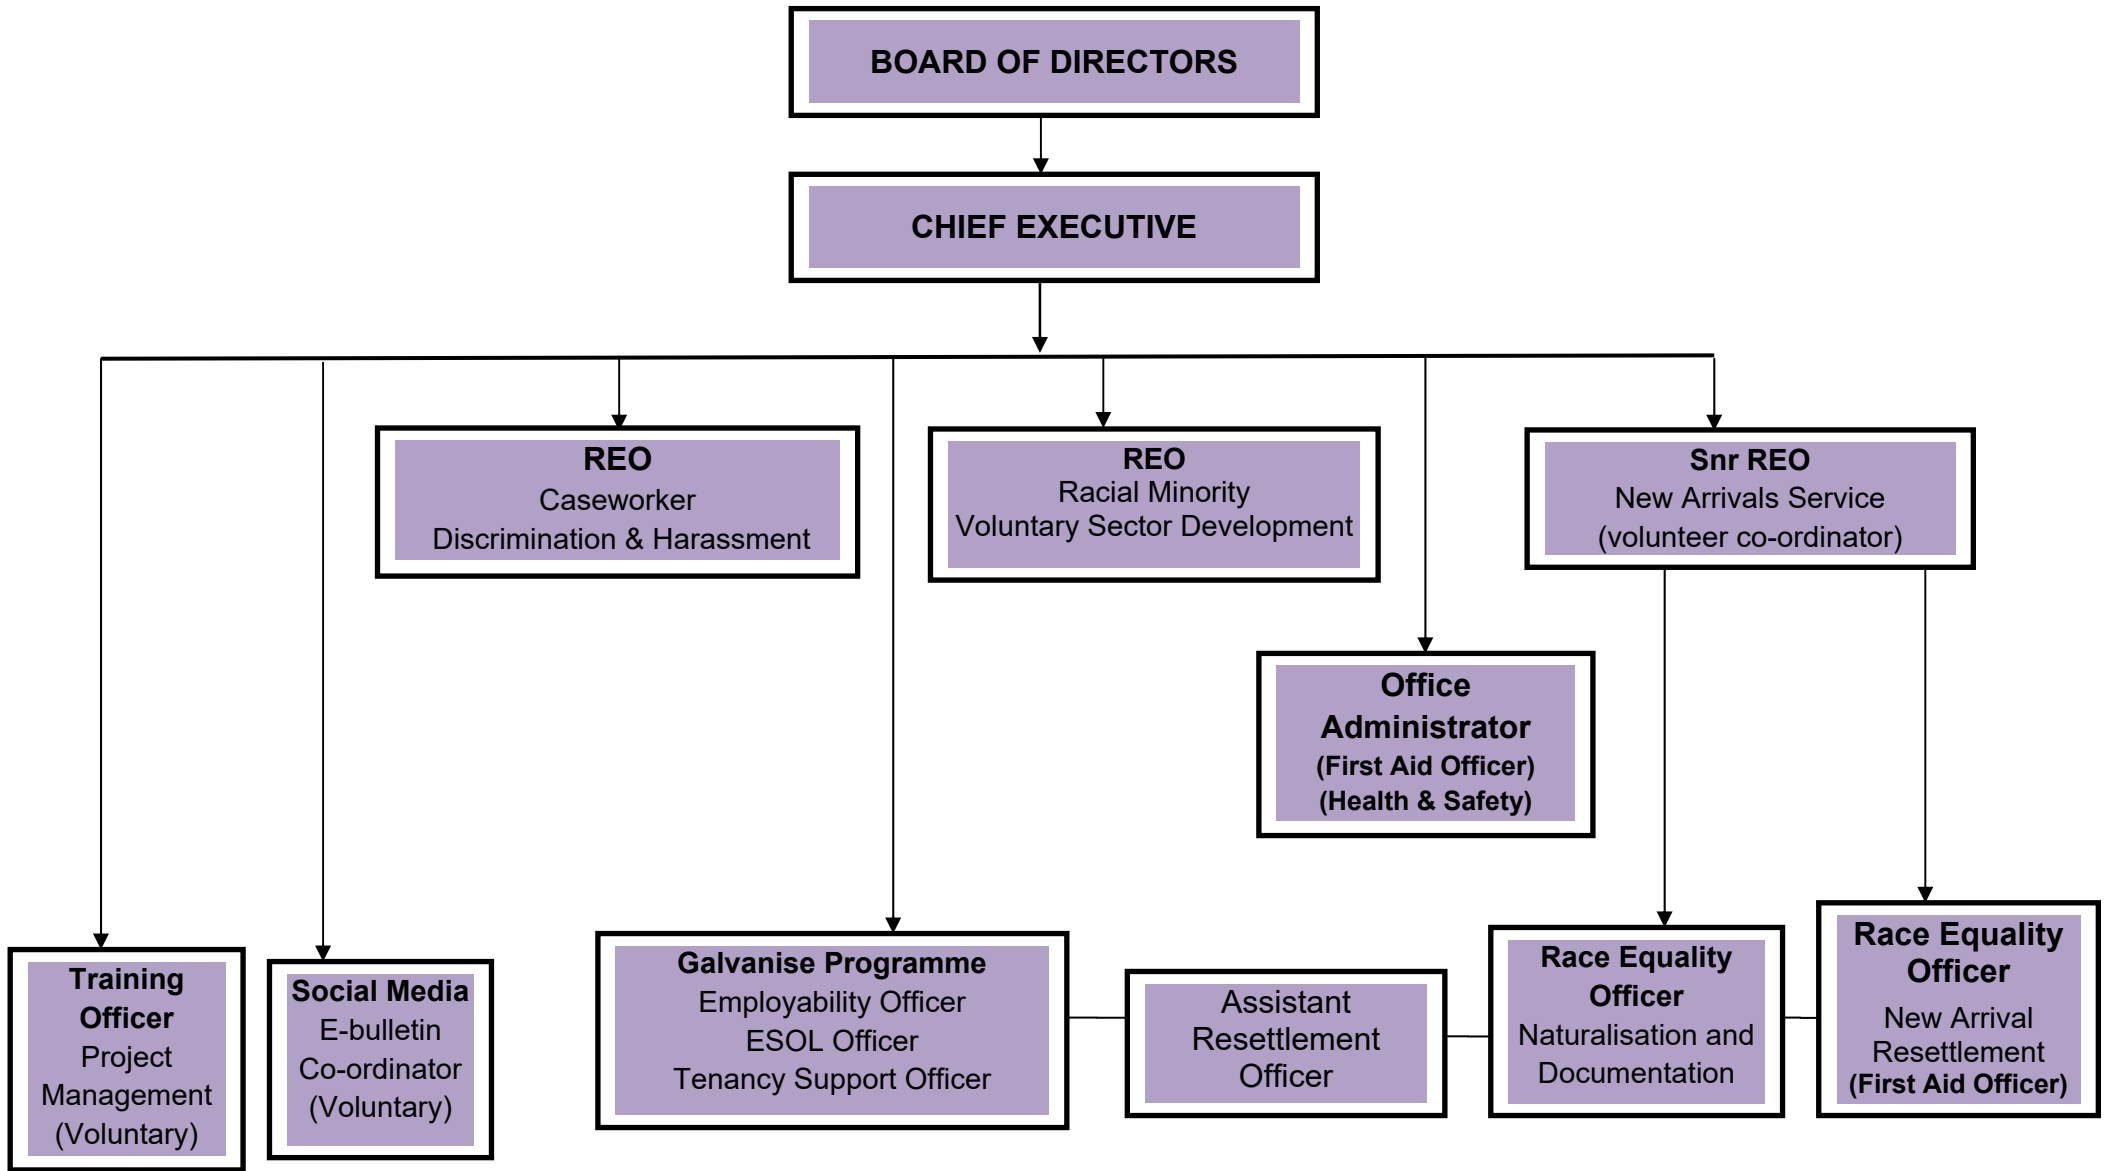 BOARD OF DIRECTORS
CHIEF EXECUTIVE
REO
Caseworker
Discrimination & Harassment
REO
Racial Minority
Voluntary Sector Development
Snr REO
New Arrivals Service
(volunteer co-ordinator)
Office
Administrator
(First Aid Officer)
(Health & Safety)
Training
Officer
Project
Management
(Voluntary)
Social Media
E-bulletin
Co-ordinator
(Voluntary)
Galvanise Programme
Employability Officer
ESOL Officer
Tenancy Support Officer
Assistant
Resettlement
Officer
Race Equality
Officer
Naturalisation and
Documentation
Race Equality
Officer
New Arrival
Resettlement
(First Aid Officer)